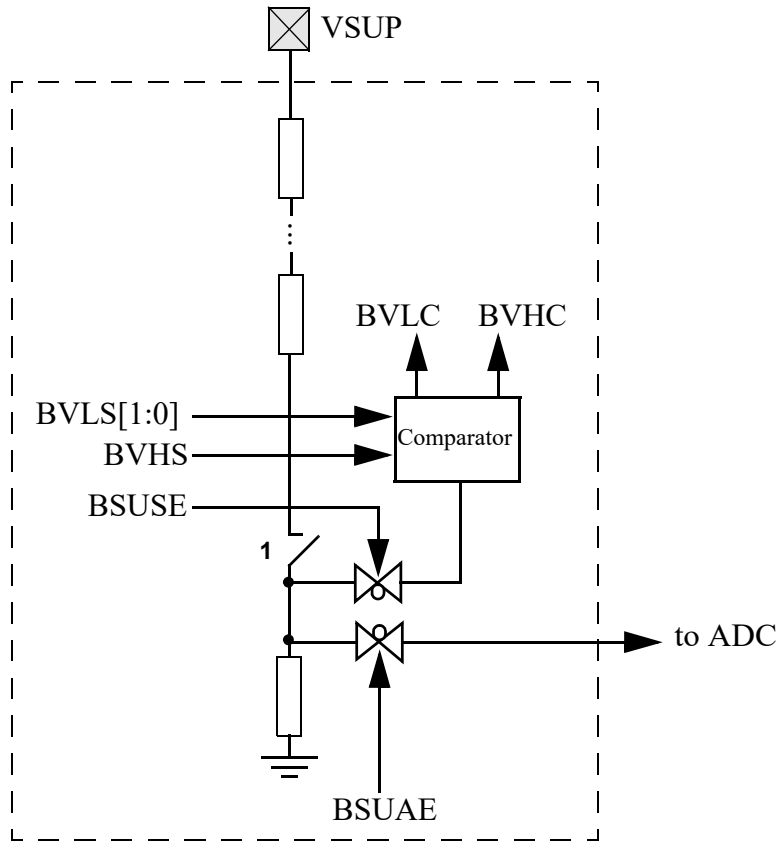 VSUP
BVLC
BVHC
BVLS[1:0]
Comparator
BVHS
BSUSE
1
to ADC
BSUAE